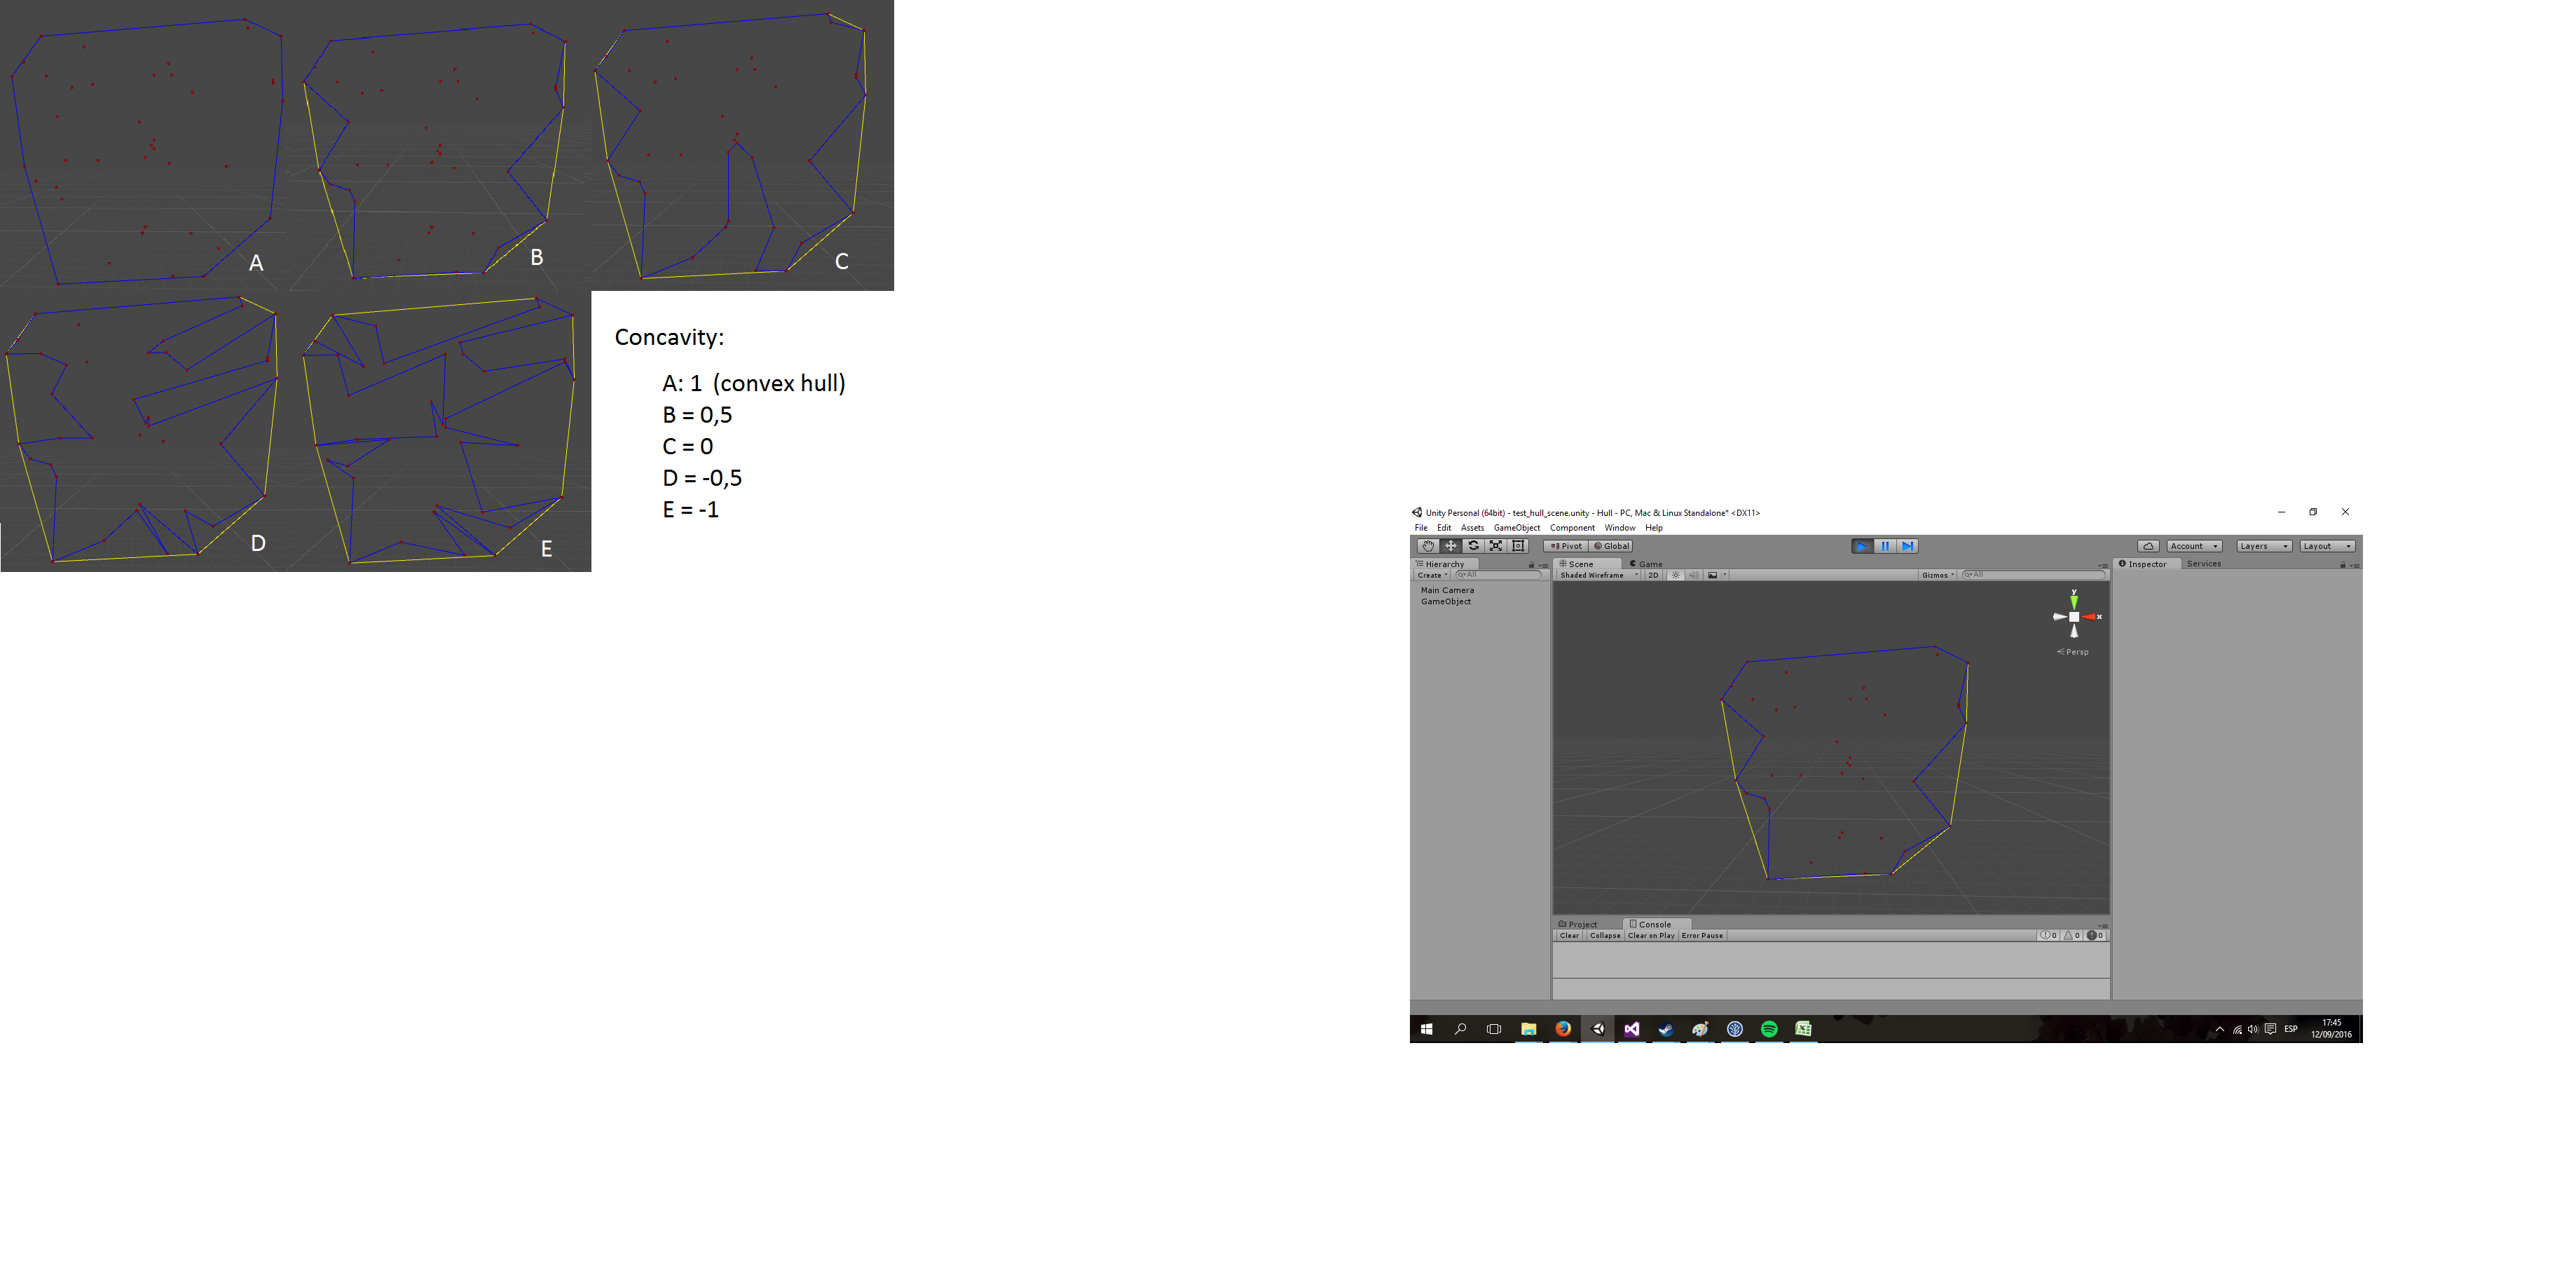 A
B
C
D
E
Concavity:
A: 1 (convex hull)
B = 0,5
C = 0
D = -0,5
E = -1
Unity Personal (64bit) - test_hull_scene.unity - Hull - PC, Mac & Linux Standalone* <DX11>
File Edit Assets GameObject Component Window Help
Pivot Global Account Layers Layout
Hierarchy Scene Game Inspector Services
Create All Shaded Wireframe 2D Gizmos All
Main Camera
GameObject
y
x
Persp
Project Console
Clear Collapse Clear on Play Error Pause 0 0 0
17:45
ESP
12/09/2016